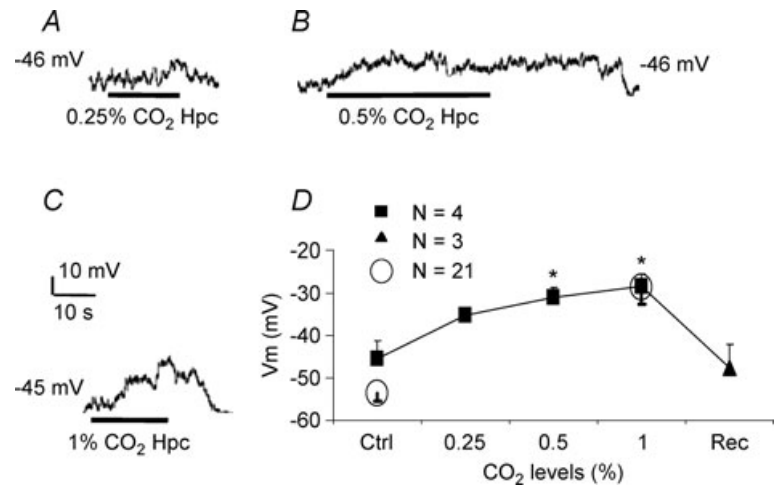 A
-46 mV
0.25% CO2 Hpc
B
-46 mV
0.5% CO2 Hpc
C
10 mV
10 s
-45 mV
1% CO2 Hpc
D
N = 4
N = 3
N = 21
Vm (mV)
-20
-30
-40
-50
-60
*
*
Ctrl 0.25 0.5 1 Rec
CO2 levels (%)